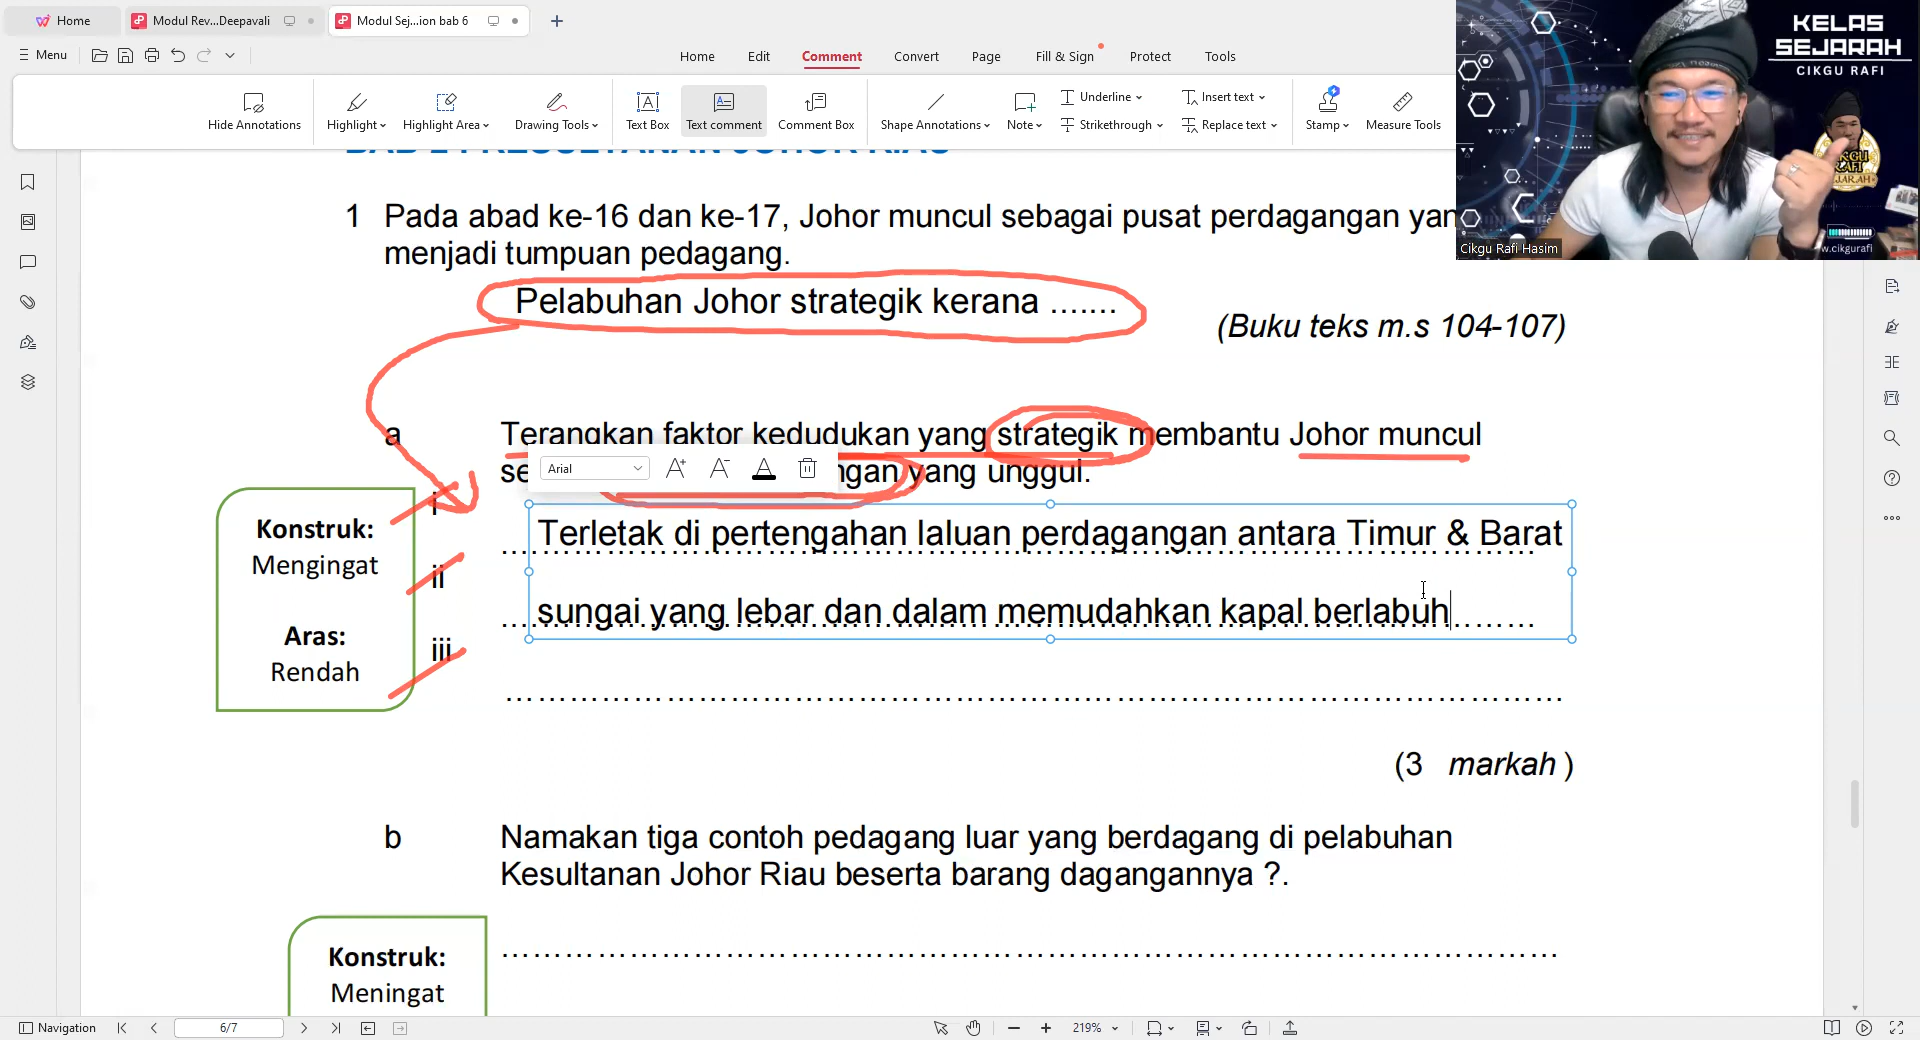 Home
Modul Rev...Deepavali
Modul Sej...ion bab 6
Menu
Home Edit Comment Convert Page Fill & Sign Protect Tools
Hide Annotations
Highlight
Highlight Area
Drawing Tools
Text Box
Text comment
Comment Box
Shape Annotations
Note
Underline
Strikethrough
Insert text
Replace text
Stamp
Measure Tools
KELAS
SEJARAH
CIKGU RAFI
Cikgu Rafi Hasim
1 Pada abad ke-16 dan ke-17, Johor muncul sebagai pusat perdagangan yan
menjadi tumpuan pedagang.
Pelabuhan Johor strategik kerana .......
(Buku teks m.s 104-107)
a Terangkan faktor kedudukan yang strategik membantu Johor muncul
se ngan yang unggul.
Arial
Konstruk:
Mengingat
Aras:
Rendah
i Terletak di pertengahan laluan perdagangan antara Timur & Barat
ii sungai yang lebar dan dalam memudahkan kapal berlabuh
iii
(3 markah )
b Namakan tiga contoh pedagang luar yang berdagang di pelabuhan
Kesultanan Johor Riau beserta barang dagangannya ?.
Konstruk:
Meningat
Navigation
6/7
219%